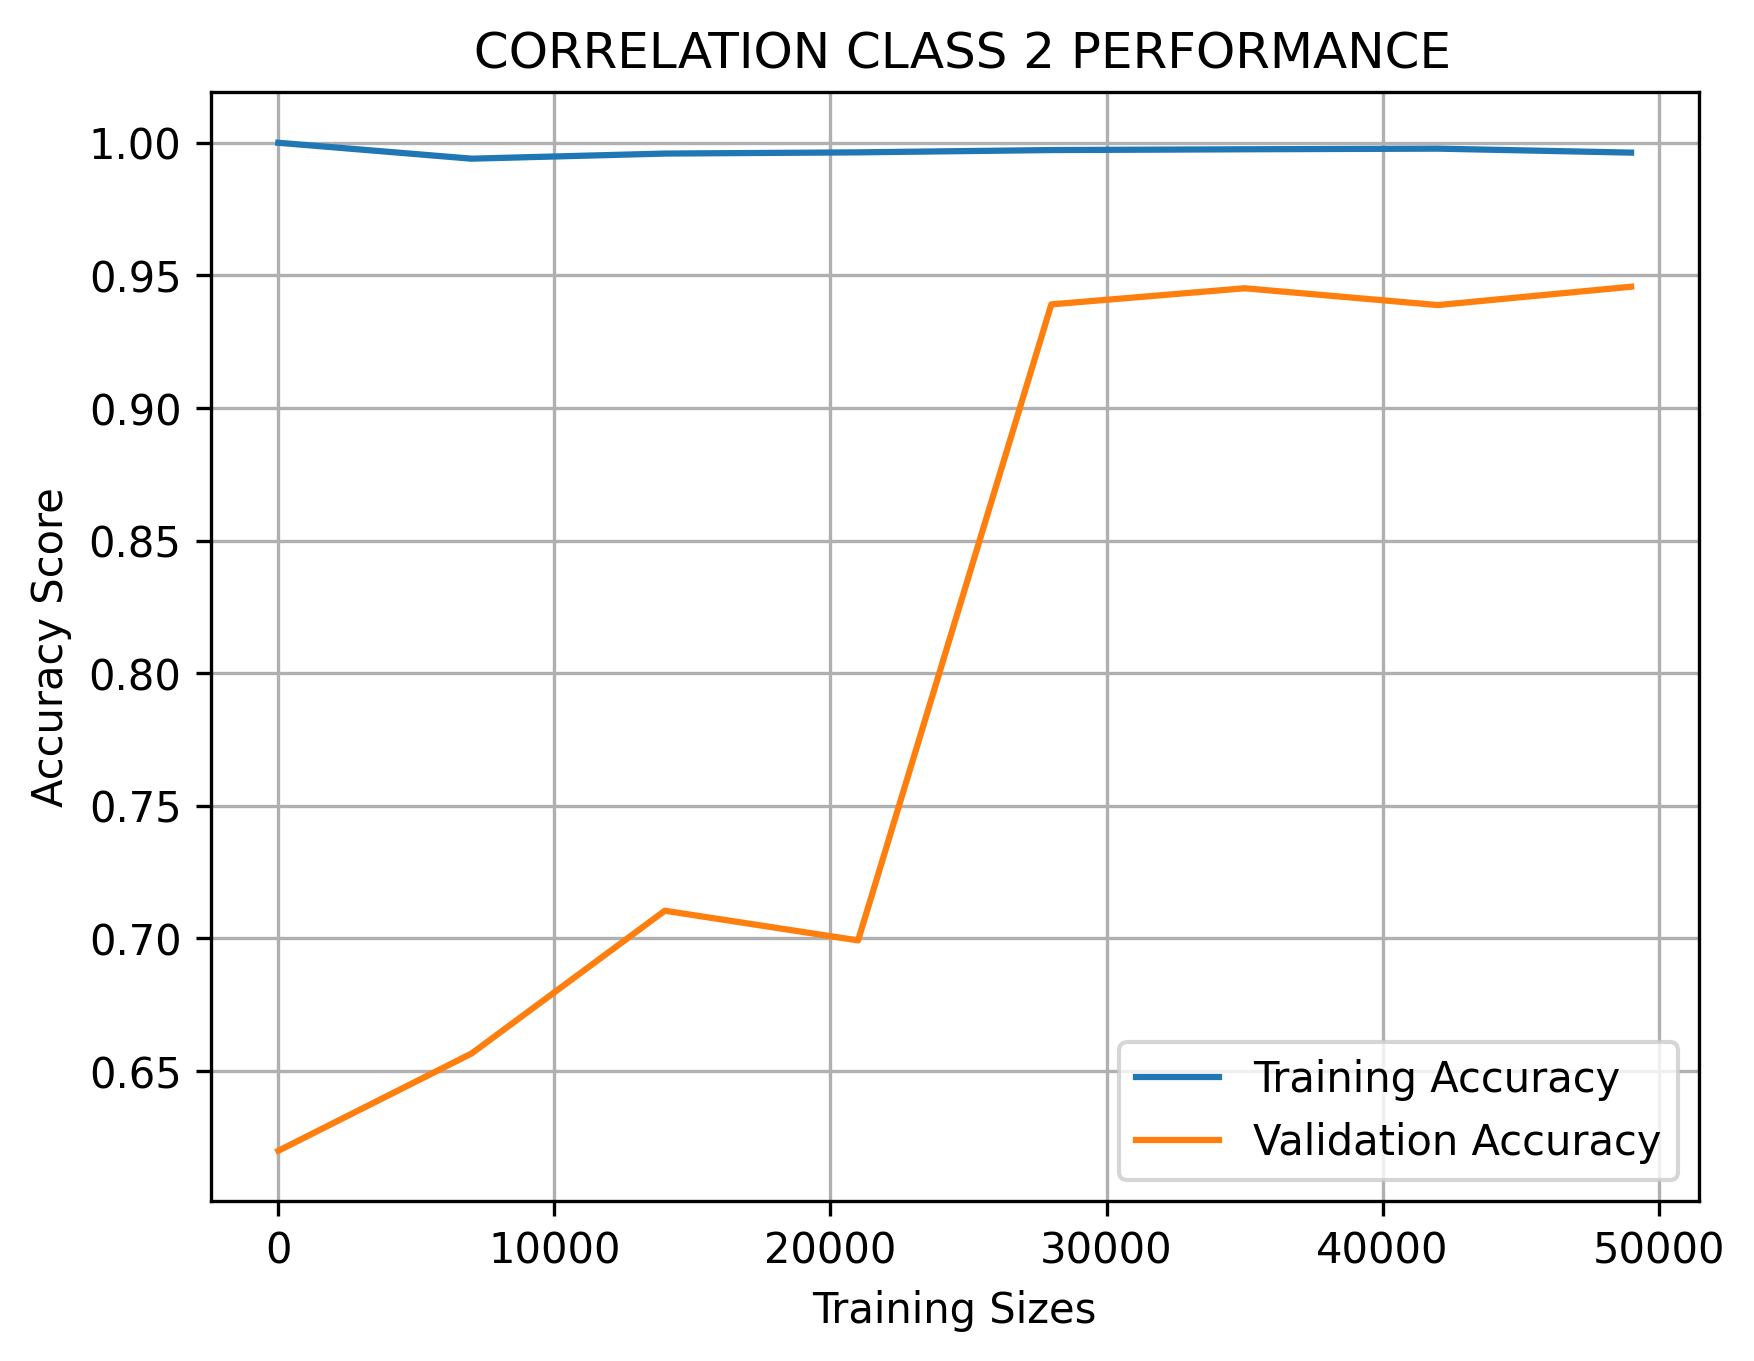 CORRELATION CLASS 2 PERFORMANCE
1.00
0.95
0.90
0.85
0.80
0.75
0.70
0.65
Accuracy Score
Training Accuracy
Validation Accuracy
0 10000 20000 30000 40000 50000
Training Sizes